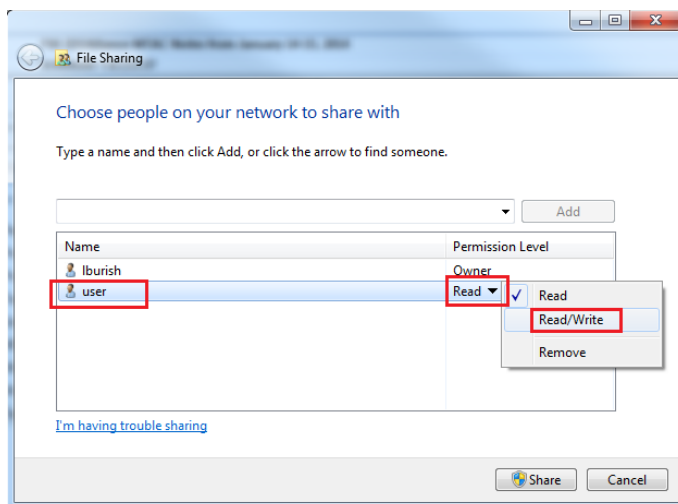 File Sharing
Choose people on your network to share with
Type a name and then click Add, or click the arrow to find someone.
Add
Name Permission Level
lburish Owner
user Read
Read
Read/Write
Remove
I'm having trouble sharing
Share Cancel